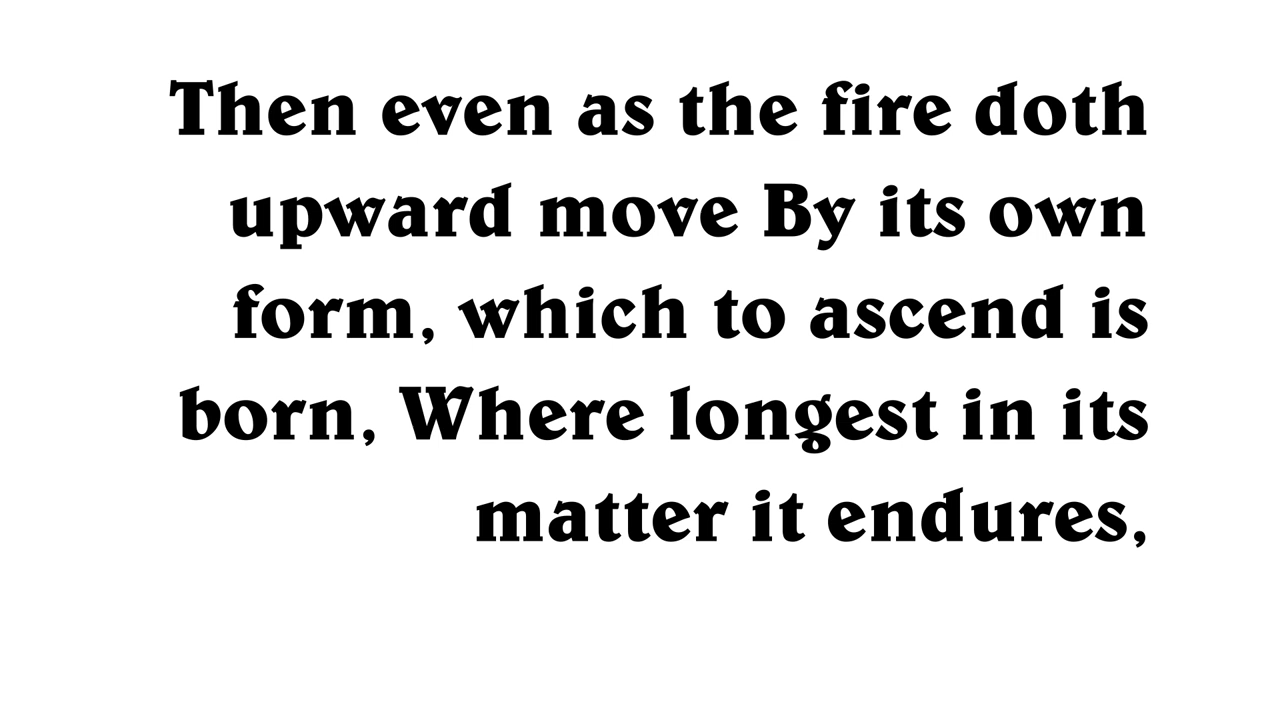 Then even as the fire doth
upward move By its own
form, which to ascend is
born, Where longest in its
matter it endures,